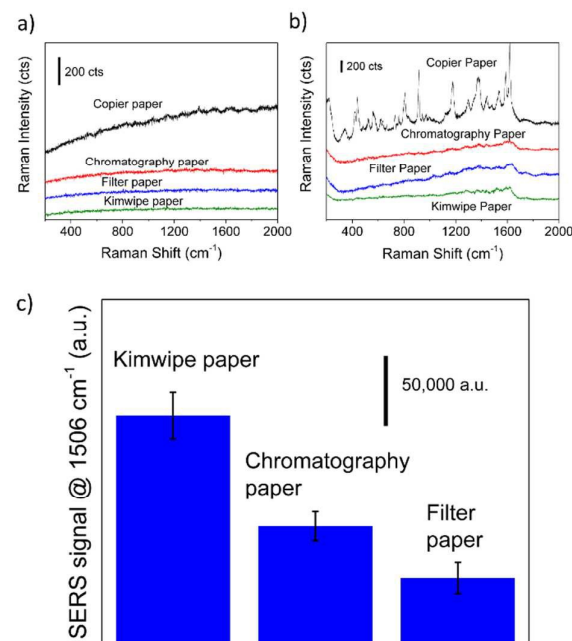 a)
200 cts
Copier paper
Chromatography paper
Filter paper
Kimwipe paper
Raman Intensity (cts)
400 800 1200 1600 2000
Raman Shift (cm-1)
b)
200 cts
Copier Paper
Chromatography Paper
Filter Paper
Kimwipe Paper
Raman Intensity (cts)
400 800 1200 1600 2000
Raman Shift (cm-1)
c)
SERS signal @ 1506 cm-1 (a.u.)
Kimwipe paper
50,000 a.u.
Chromatography
paper
Filter
paper